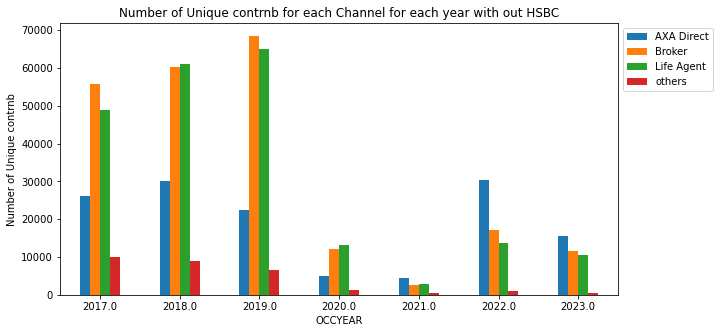 Number of Unique contrnb for each Channel for each year with out HSBC
AXA Direct
Broker
Life Agent
others
Number of Unique contrnb
70000
60000
50000
40000
30000
20000
10000
0
2017.0 2018.0 2019.0 2020.0 2021.0 2022.0 2023.0
OCCYEAR